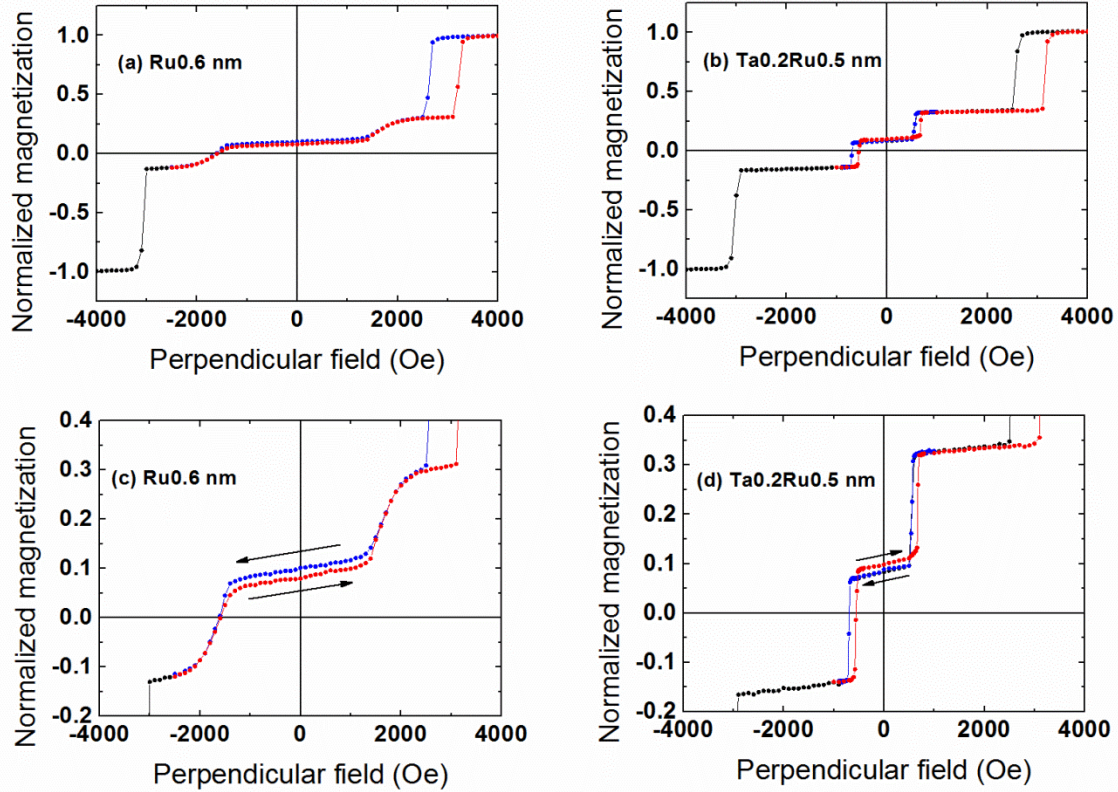 Normalized magnetization
1.0
0.5
0.0
-0.5
-1.0
(a) Ru0.6 nm
-4000 -2000 0 2000 4000
Perpendicular field (Oe)
Normalized magnetization
1.0
0.5
0.0
-0.5
-1.0
(b) Ta0.2Ru0.5 nm
-4000 -2000 0 2000 4000
Perpendicular field (Oe)
Normalized magnetization
0.4
0.3
0.2
0.1
0.0
-0.1
-0.2
(c) Ru0.6 nm
-4000 -2000 0 2000 4000
Perpendicular field (Oe)
Normalized magnetization
0.4
0.3
0.2
0.1
0.0
-0.1
-0.2
(d) Ta0.2Ru0.5 nm
-4000 -2000 0 2000 4000
Perpendicular field (Oe)